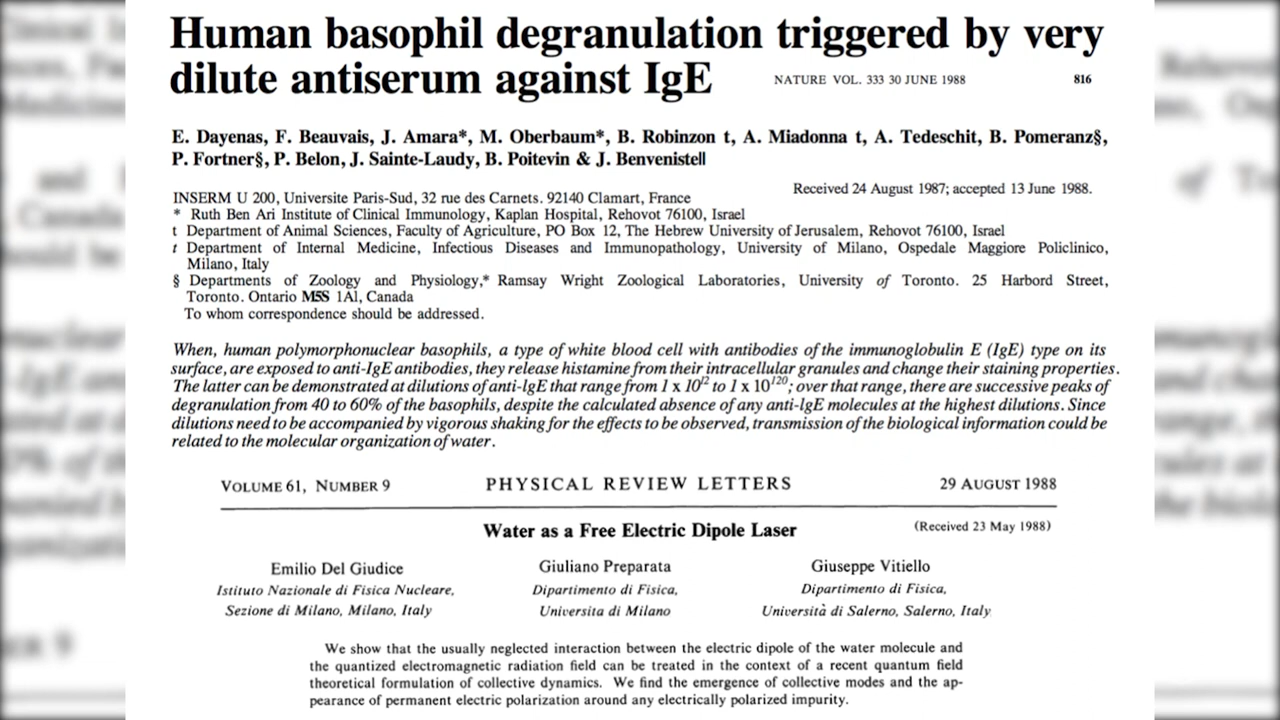 Human basophil degranulation triggered by very
dilute antiserum against IgE
NATURE VOL. 333 30 JUNE 1988 816
E. Dayenas, F. Beauvais, J. Amara*, M. Oberbaum*, B. Robinzon t, A. Miadonna t, A. Tedeschit, B. Pomeranz§,
P. Fortner§, P. Belon, J. Sainte-Laudy, B. Poitevin & J. Benvenistell
Received 24 August 1987; accepted 13 June 1988.
INSERM U 200, Universite Paris-Sud, 32 rue des Carnets. 92140 Clamart, France
* Ruth Ben Ari Institute of Clinical Immunology, Kaplan Hospital, Rehovot 76100, Israel
t Department of Animal Sciences, Faculty of Agriculture, PO Box 12, The Hebrew University of Jerusalem, Rehovot 76100, Israel
t Department of Internal Medicine, Infectious Diseases and Immunopathology, University of Milano, Ospedale Maggiore Policlinico,
Milano, Italy
§ Departments of Zoology and Physiology,* Ramsay Wright Zoological Laboratories, University of Toronto. 25 Harbord Street,
Toronto. Ontario M5S 1Al, Canada
To whom correspondence should be addressed.
When, human polymorphonuclear basophils, a type of white blood cell with antibodies of the immunoglobulin E (IgE) type on its
surface, are exposed to anti-IgE antibodies, they release histamine from their intracellular granules and change their staining properties.
The latter can be demonstrated at dilutions of anti-lgE that range from 1 x 10¹² to 1 x 10¹²⁰; over that range, there are successive peaks of
degranulation from 40 to 60% of the basophils, despite the calculated absence of any anti-lgE molecules at the highest dilutions. Since
dilutions need to be accompanied by vigorous shaking for the effects to be observed, transmission of the biological information could be
related to the molecular organization of water.
VOLUME 61, NUMBER 9 PHYSICAL REVIEW LETTERS 29 AUGUST 1988
Water as a Free Electric Dipole Laser
(Received 23 May 1988)
Emilio Del Giudice Giuliano Preparata Giuseppe Vitiello
Istituto Nazionale di Fisica Nucleare, Dipartimento di Fisica, Dipartimento di Fisica,
Sezione di Milano, Milano, Italy Universita di Milano Università di Salerno, Salerno, Italy
We show that the usually neglected interaction between the electric dipole of the water molecule and
the quantized electromagnetic radiation field can be treated in the context of a recent quantum field
theoretical formulation of collective dynamics. We find the emergence of collective modes and the ap-
pearance of permanent electric polarization around any electrically polarized impurity.